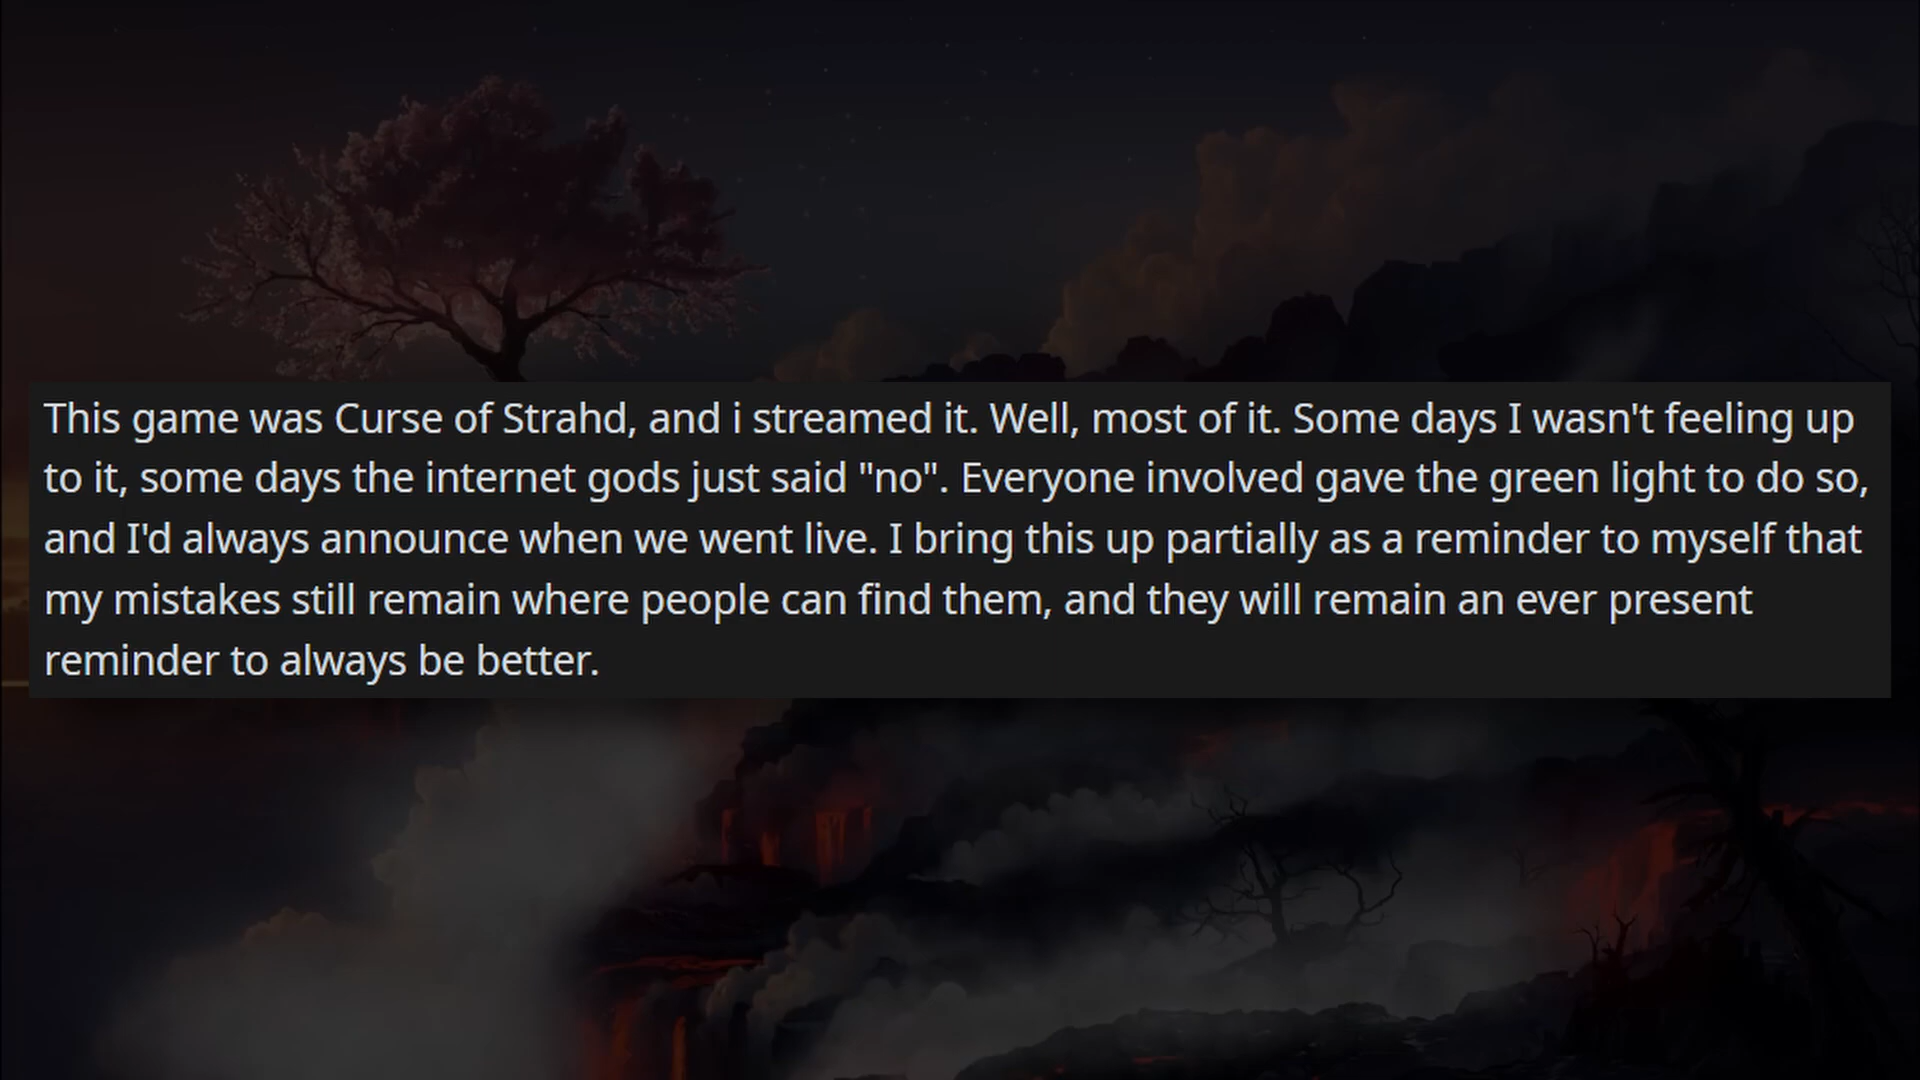 This game was Curse of Strahd, and i streamed it. Well, most of it. Some days I wasn't feeling up
to it, some days the internet gods just said "no". Everyone involved gave the green light to do so,
and I'd always announce when we went live. I bring this up partially as a reminder to myself that
my mistakes still remain where people can find them, and they will remain an ever present
reminder to always be better.